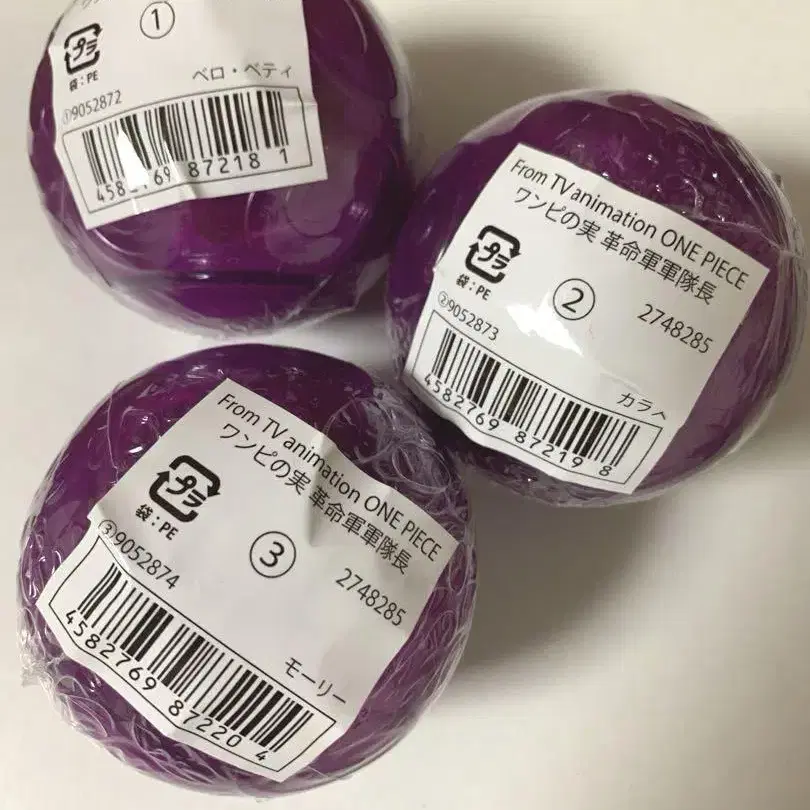 ①
プラ
袋：PE
ベロ・ベティ
①9052872
4582769 87218 1
From TV animation ONE PIECE
ワンピの実 革命軍軍隊長
プラ
袋：PE
②
2748285
②9052873
カラス
4582769 87219 8
From TV animation ONE PIECE
ワンピの実 革命軍軍隊長
プラ
袋：PE
③
2748285
③9052874
モーリー
4582769 87220 4